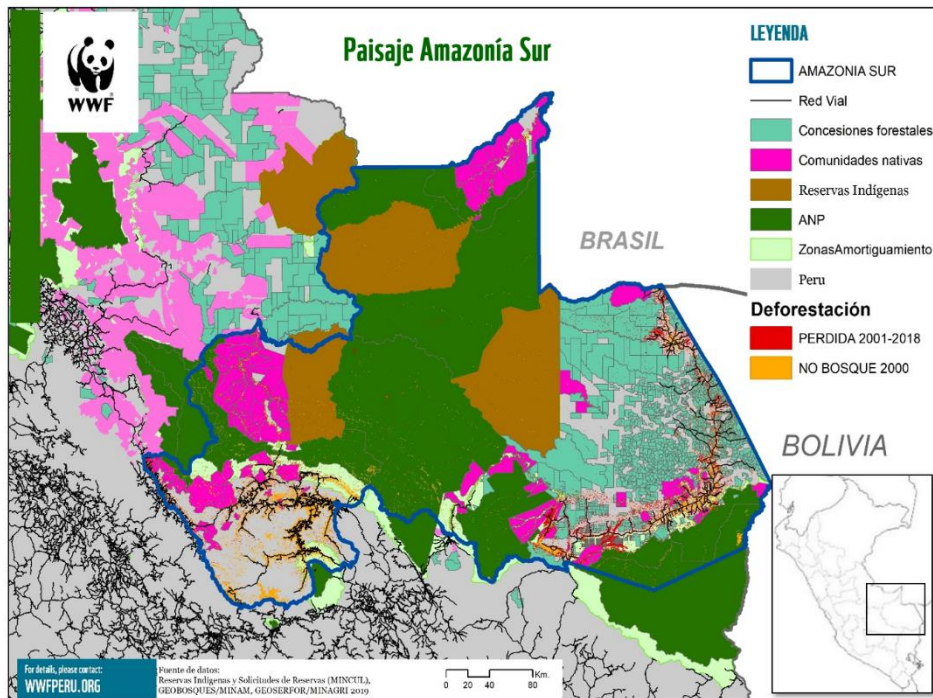 WWF
Paisaje Amazonía Sur
LEYENDA
AMAZONIA SUR
Red Vial
Concesiones forestales
Comunidades nativas
Reservas Indígenas
ANP
ZonasAmortiguamiento
Peru
Deforestación
PERDIDA 2001-2018
NO BOSQUE 2000
BRASIL
BOLIVIA
For details, please contact:
WWFPERU.ORG
Fuente de datos:
Reservas Indígenas y Solicitudes de Reservas (MINCUL),
GEOBOSQUES/MINAM, GEOSERFOR/MINAGRI 2019
Km.
0 20 40 80